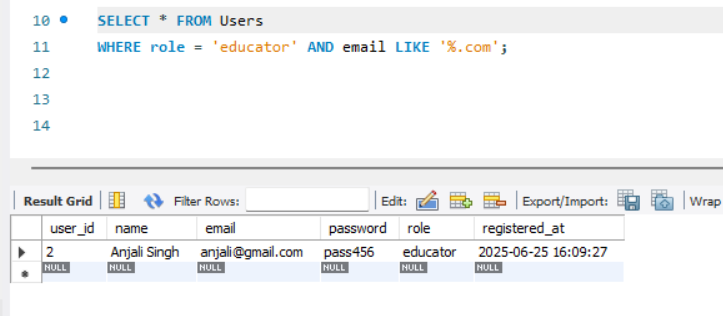 10 SELECT * FROM Users
11 WHERE role = 'educator' AND email LIKE '%.com';
12
13
14
Result Grid Filter Rows: Edit: Export/Import: Wrap
user_id name email password role registered_at
2 Anjali Singh anjali@gmail.com pass456 educator 2025-06-25 16:09:27
NULL NULL NULL NULL NULL NULL